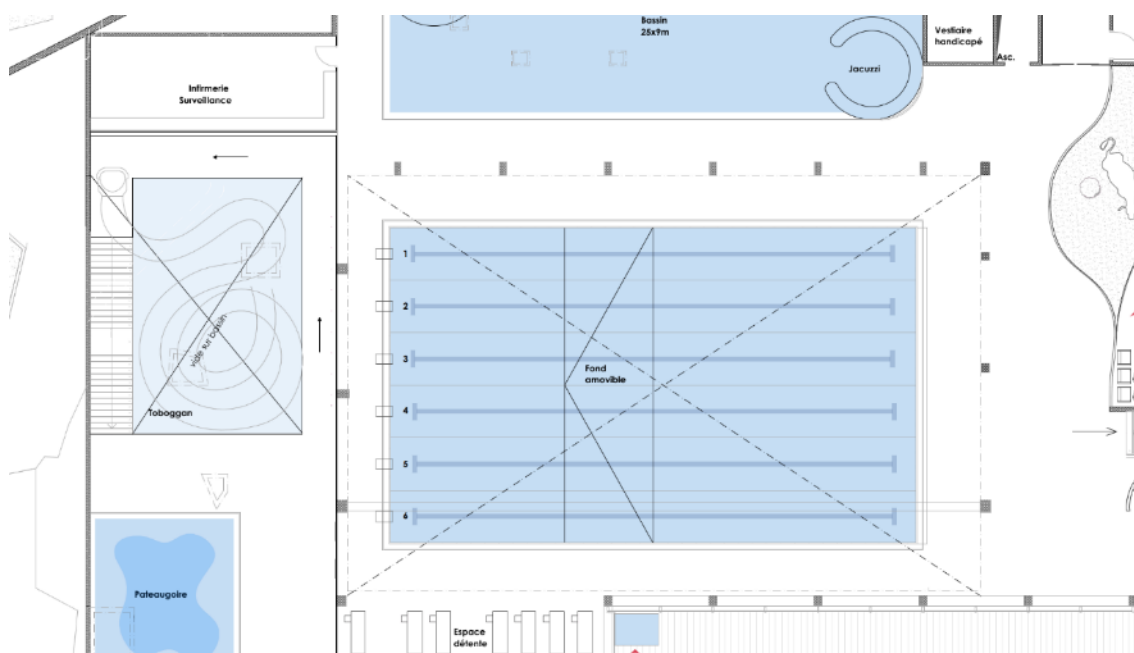 Bassin
25x9m
Vestiaire
handicapé
Asc.
Jacuzzi
Infirmerie
Surveillance
1
2
3
4
5
6
Fond
amovible
vide sur bassin
Toboggan
Pateaugoire
Espace
détente